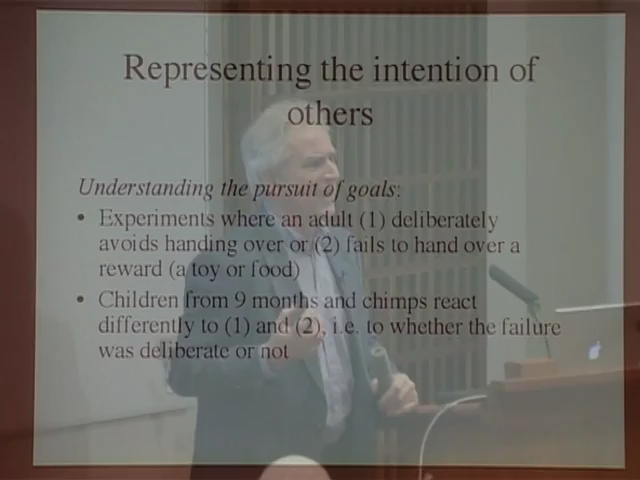 Representing the intention of
others
Understanding the pursuit of goals:
• Experiments where an adult (1) deliberately
avoids handing over or (2) fails to hand over a
reward (a toy or food)
• Children from 9 months and chimps react
differently to (1) and (2), i.e. to whether the failure
was deliberate or not